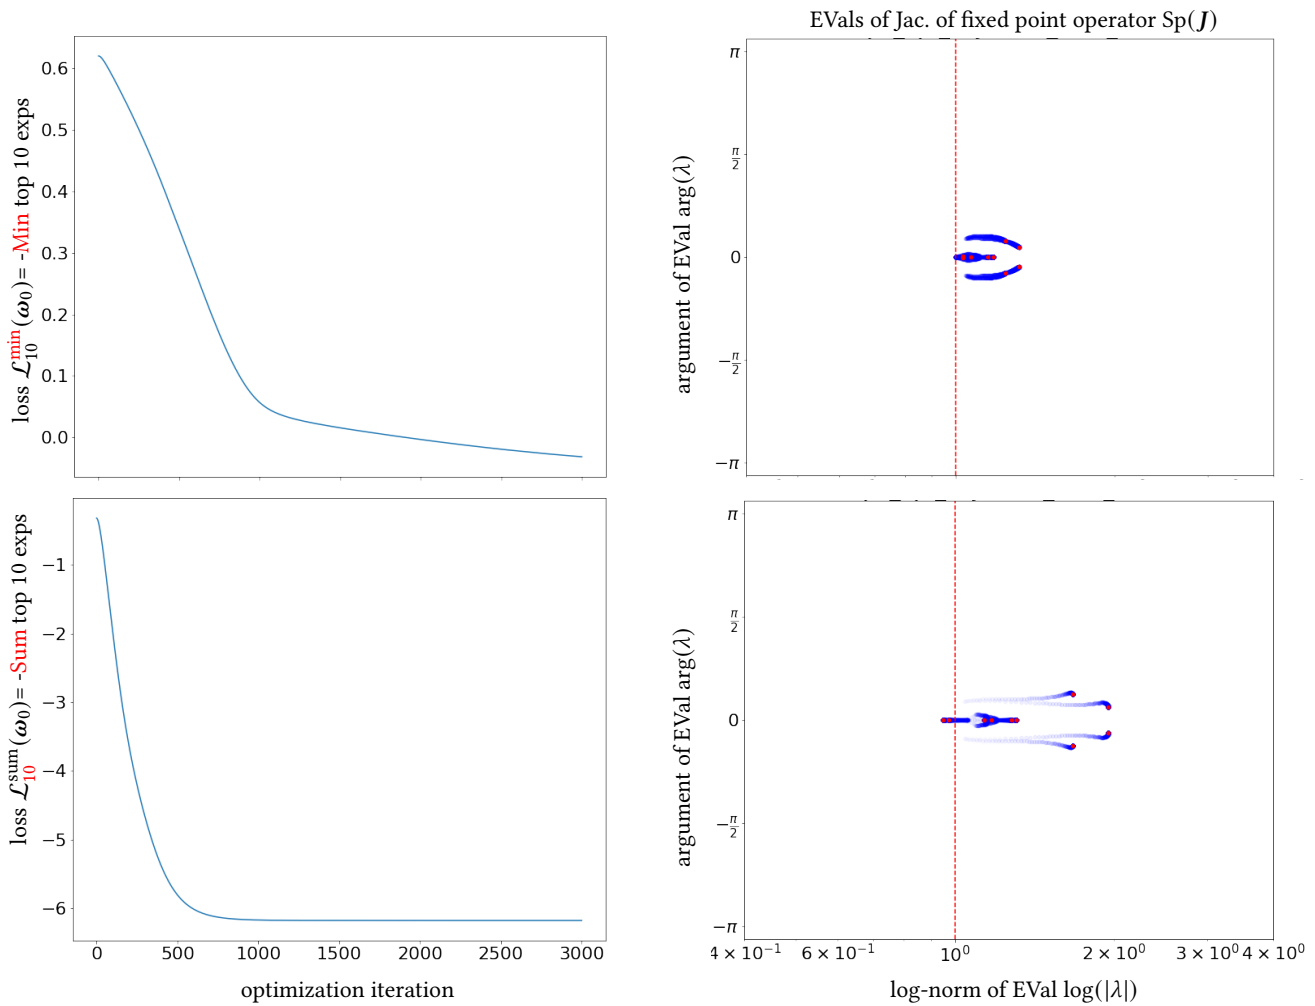 EVals of Jac. of fixed point operator Sp(J)
loss ℒ₁₀^min(ω₀)= -Min top 10 exps
0.6
0.5
0.4
0.3
0.2
0.1
0.0
argument of EVal arg(λ)
π
π/2
0
−π/2
−π
loss ℒ₁₀^sum(ω₀)= -Sum top 10 exps
−1
−2
−3
−4
−5
−6
0 500 1000 1500 2000 2500 3000
optimization iteration
argument of EVal arg(λ)
π
π/2
0
−π/2
−π
4 × 10⁻¹ 6 × 10⁻¹ 10⁰ 2 × 10⁰ 3 × 10⁰ 4 × 10⁰
log-norm of EVal log(|λ|)